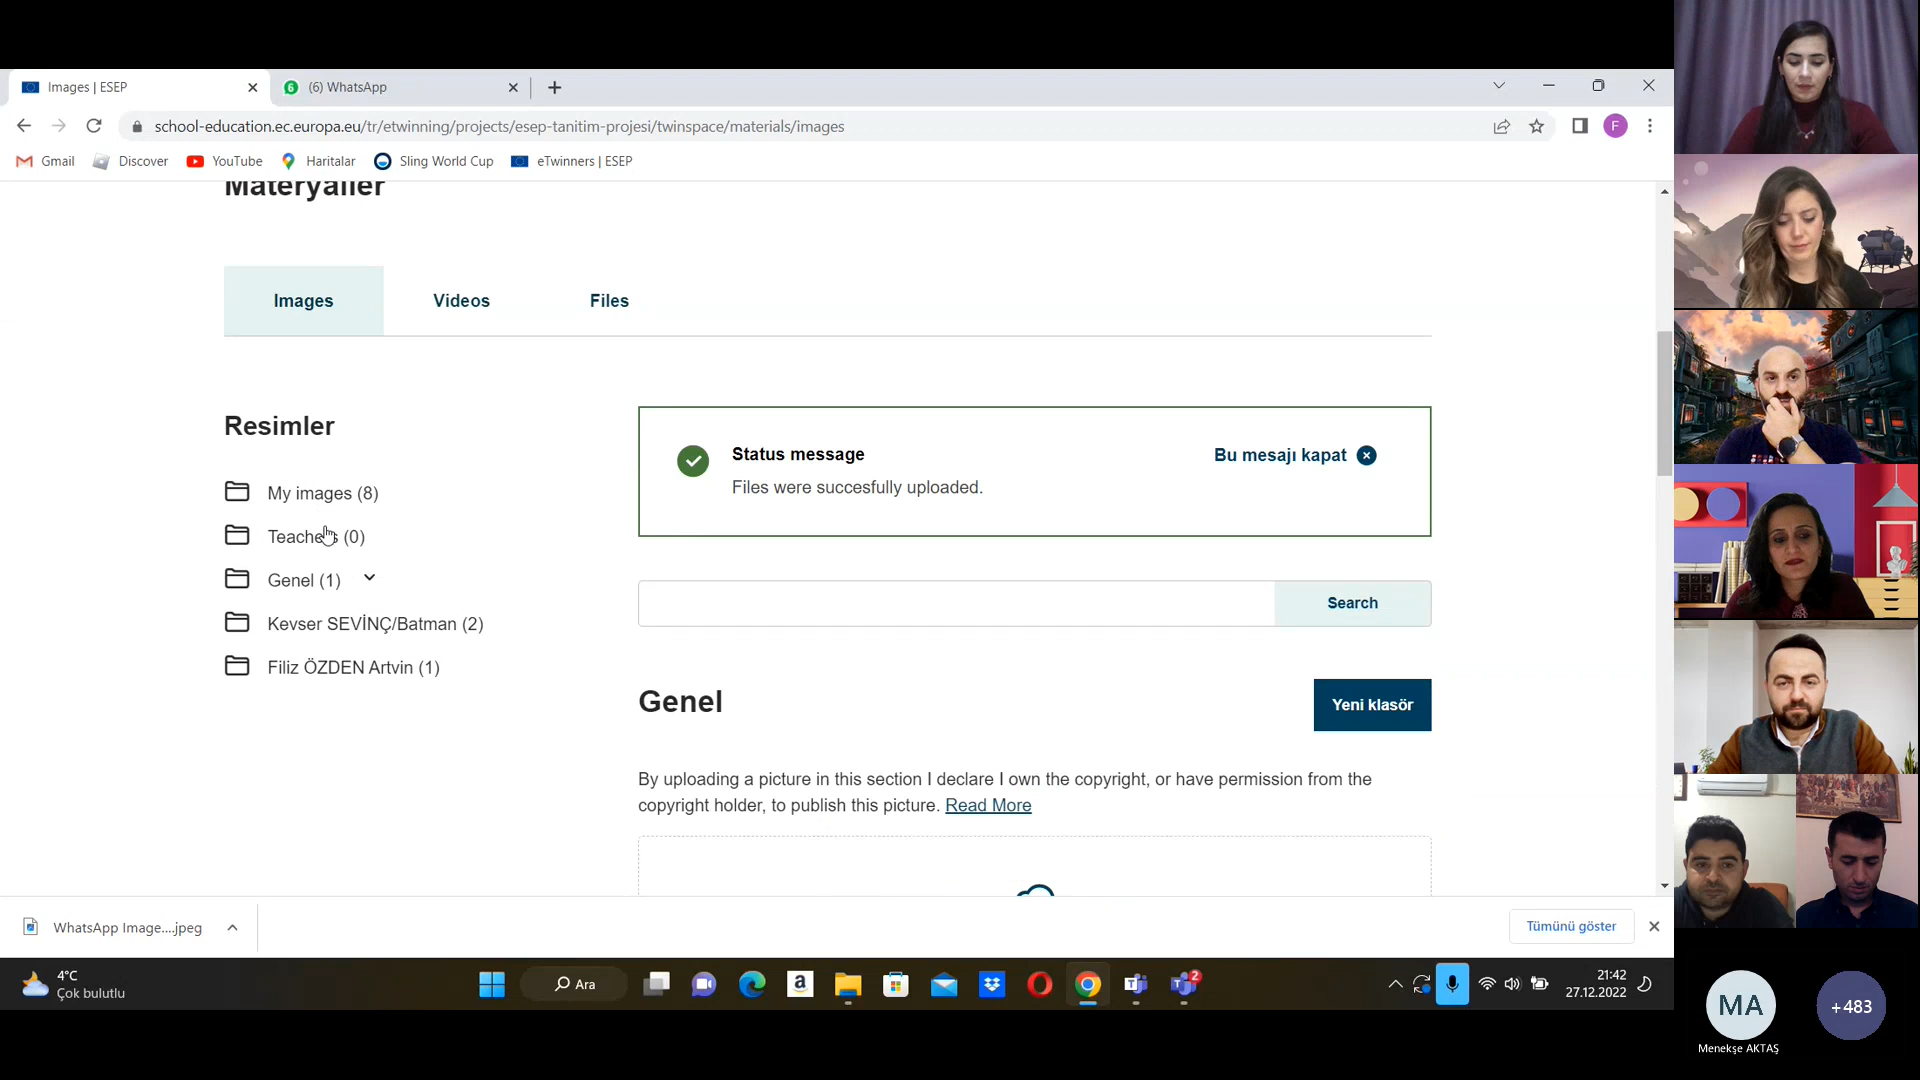 Images | ESEP
(6) WhatsApp
school-education.ec.europa.eu/tr/etwinning/projects/esep-tanitim-projesi/twinspace/materials/images
F
Gmail
Discover
YouTube
Haritalar
Sling World Cup
eTwinners | ESEP
Materyaller
Images
Videos
Files
Resimler
My images (8)
Teachers (0)
Genel (1)
Kevser SEVİNÇ/Batman (2)
Filiz ÖZDEN Artvin (1)
Status message
Bu mesajı kapat
Files were succesfully uploaded.
Search
Genel
Yeni klasör
By uploading a picture in this section I declare I own the copyright, or have permission from the
copyright holder, to publish this picture. Read More
WhatsApp Image....jpeg
Tümünü göster
4°C
Çok bulutlu
Ara
a
2
21:42
27.12.2022
MA
Menekşe AKTAŞ
+483